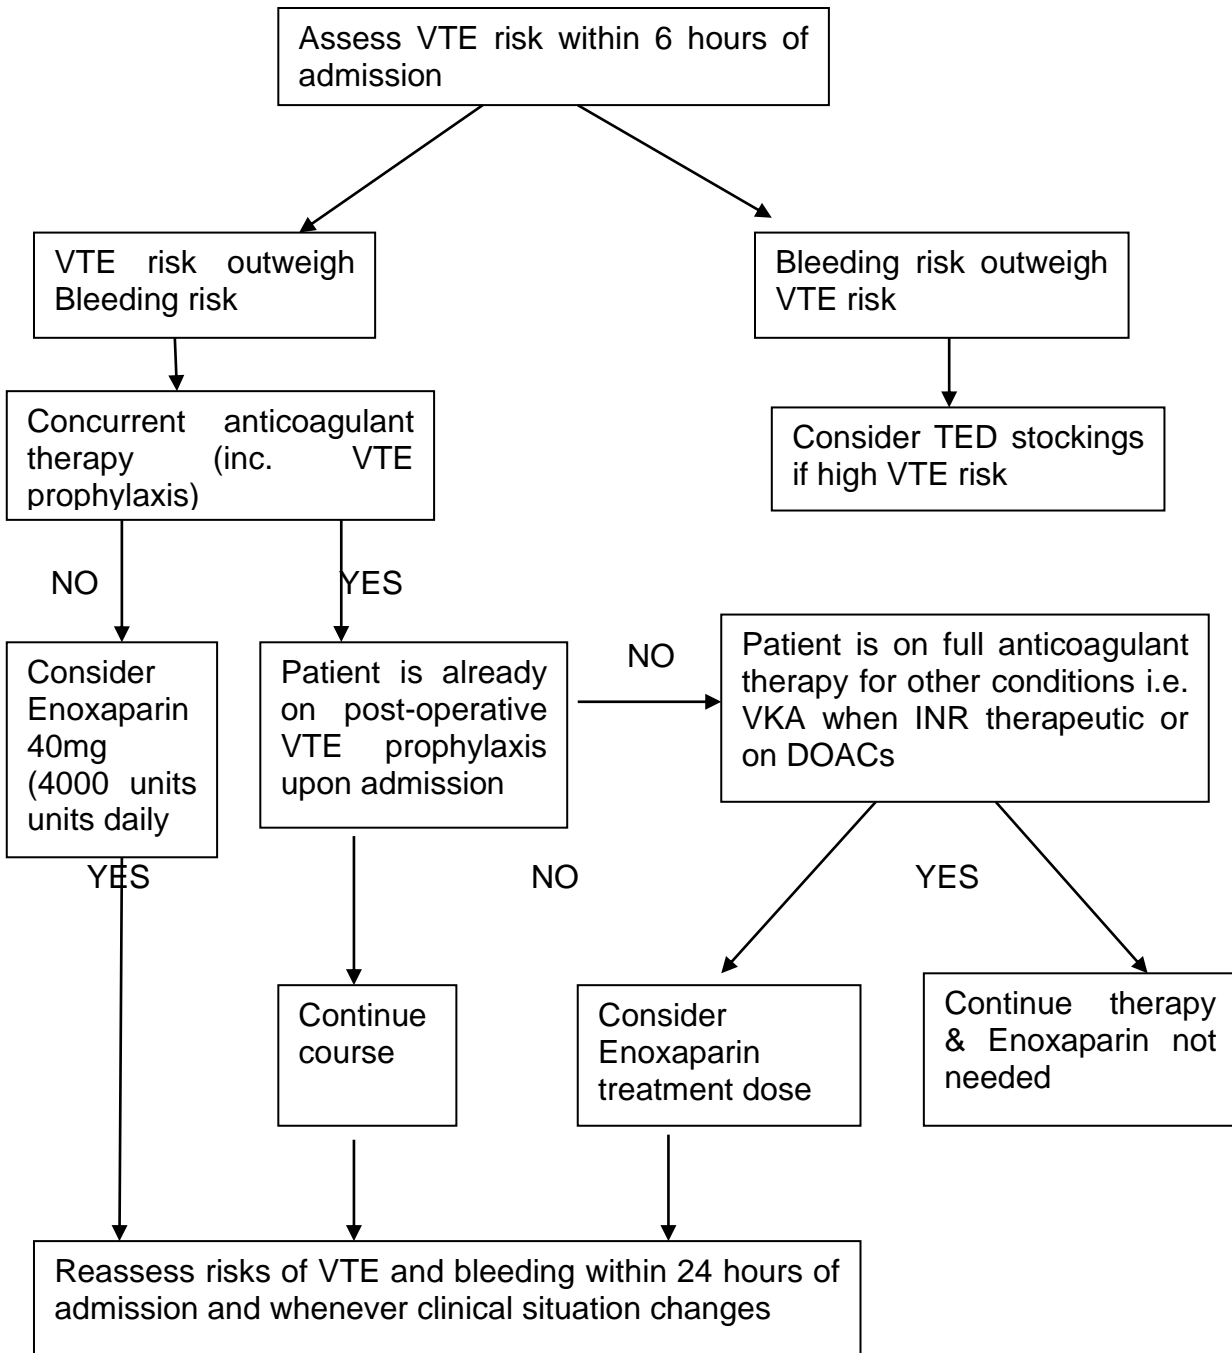 Assess VTE risk within 6 hours of
admission
VTE risk outweigh
Bleeding risk
Bleeding risk outweigh
VTE risk
Concurrent anticoagulant
therapy (inc. VTE
prophylaxis)
Consider TED stockings
if high VTE risk
NO
YES
Consider
Enoxaparin
40mg
(4000 units
units daily
Patient is already
on post-operative
VTE prophylaxis
upon admission
NO
Patient is on full anticoagulant
therapy for other conditions i.e.
VKA when INR therapeutic or
on DOACs
YES
NO
YES
Continue
course
Consider
Enoxaparin
treatment dose
Continue therapy
& Enoxaparin not
needed
Reassess risks of VTE and bleeding within 24 hours of
admission and whenever clinical situation changes